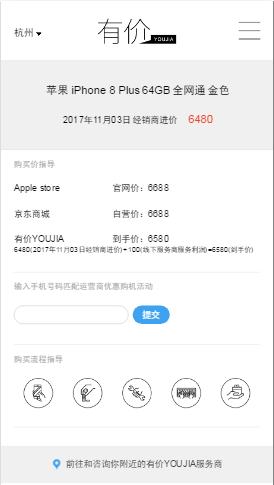 杭州
有价
YOUJIA
苹果 iPhone 8 Plus 64GB 全网通 金色
2017年11月03日 经销商进价 6480
购买价指导
Apple store 官网价：6688
京东商城 自营价：6688
有价YOUJIA 到手价：6580
6480(2017年11月03日经销商进价)+100(线下服务商服务利润)=6580(到手价)
输入手机号码匹配运营商优惠购机活动
提交
购买流程指导
前往和咨询你附近的有价YOUJIA服务商